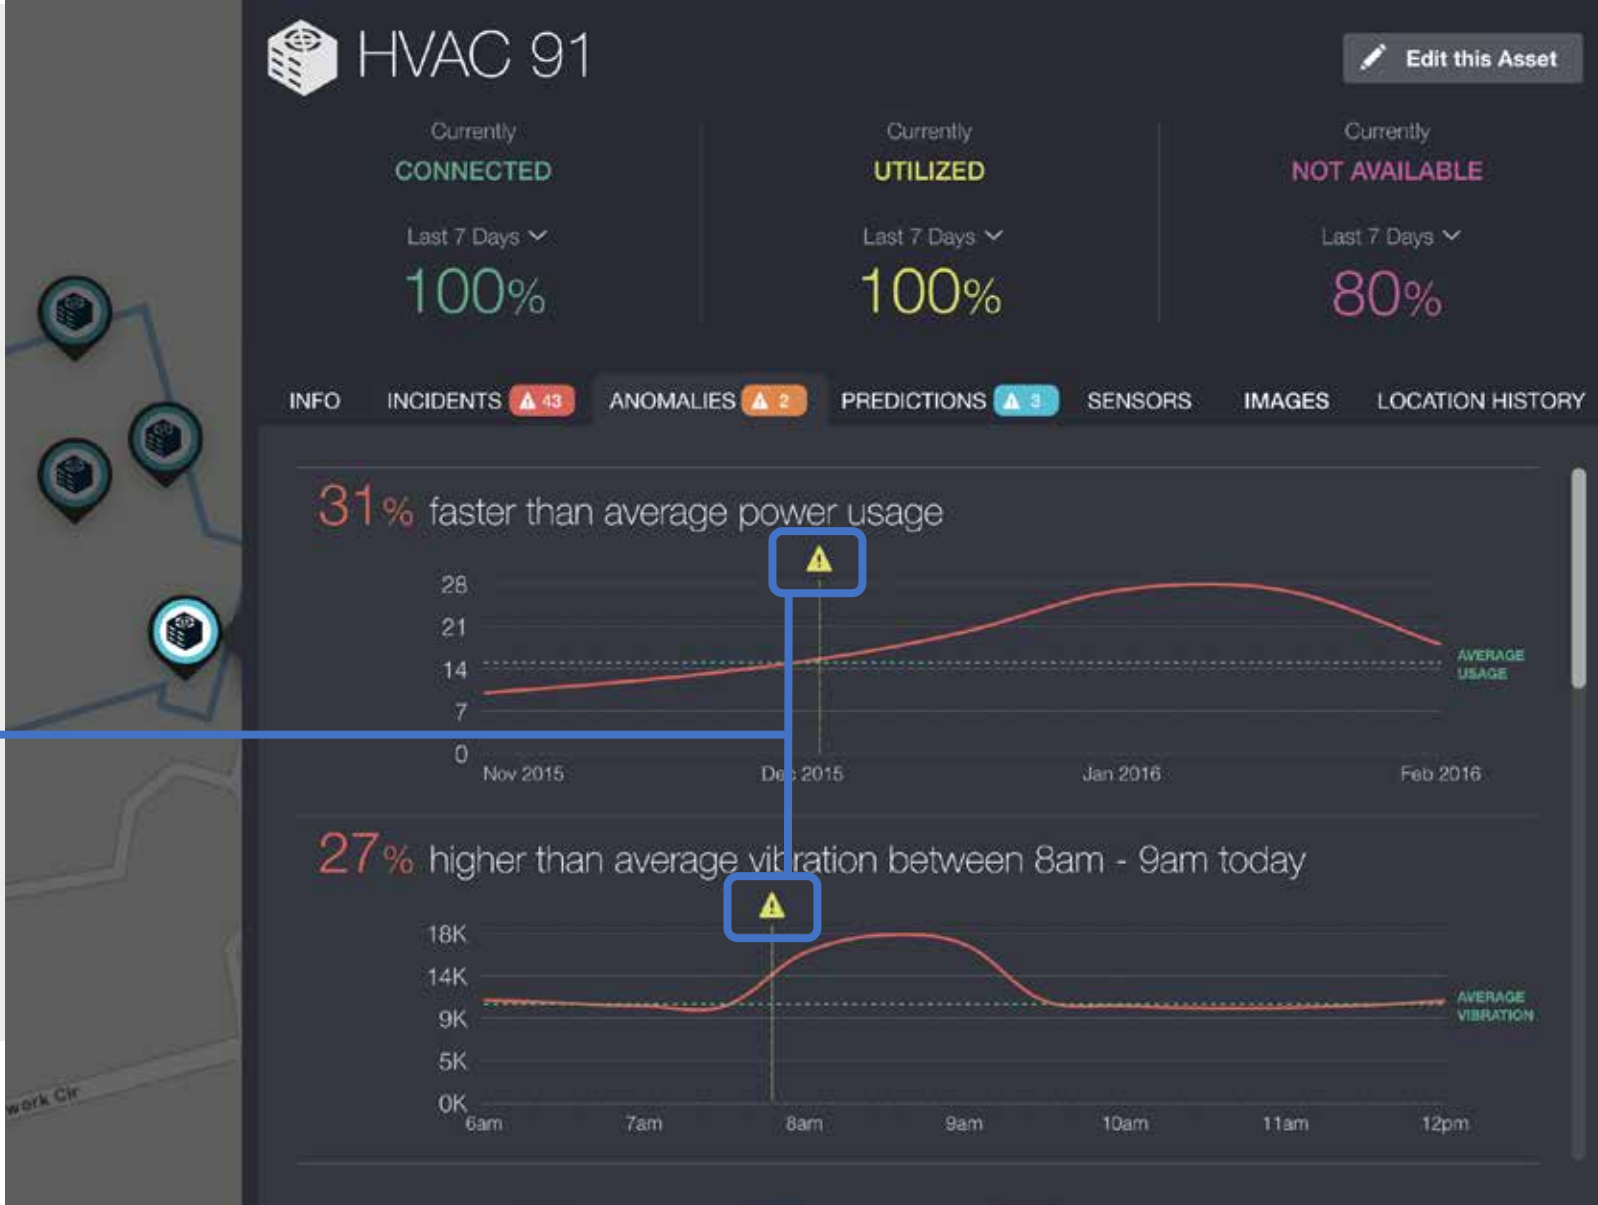 HVAC 91
Edit this Asset
Currently
CONNECTED
Last 7 Days
100%
Currently
UTILIZED
Last 7 Days
100%
Currently
NOT AVAILABLE
Last 7 Days
80%
INFO INCIDENTS 43 ANOMALIES 2 PREDICTIONS 3 SENSORS IMAGES LOCATION HISTORY
31% faster than average power usage
28
21
14
7
0
AVERAGE
USAGE
Nov 2015 Dec 2015 Jan 2016 Feb 2016
27% higher than average vibration between 8am - 9am today
18K
14K
9K
5K
0K
AVERAGE
VIBRATION
6am 7am 8am 9am 10am 11am 12pm
work Cir